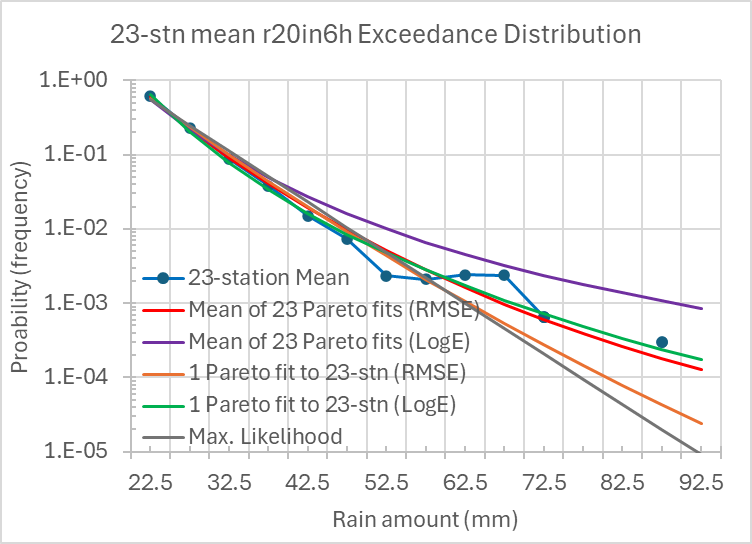 23-stn mean r20in6h Exceedance Distribution
1.E+00
1.E-01
1.E-02
1.E-03
1.E-04
1.E-05
Proability (frequency)
23-station Mean
Mean of 23 Pareto fits (RMSE)
Mean of 23 Pareto fits (LogE)
1 Pareto fit to 23-stn (RMSE)
1 Pareto fit to 23-stn (LogE)
Max. Likelihood
22.5 32.5 42.5 52.5 62.5 72.5 82.5 92.5
Rain amount (mm)